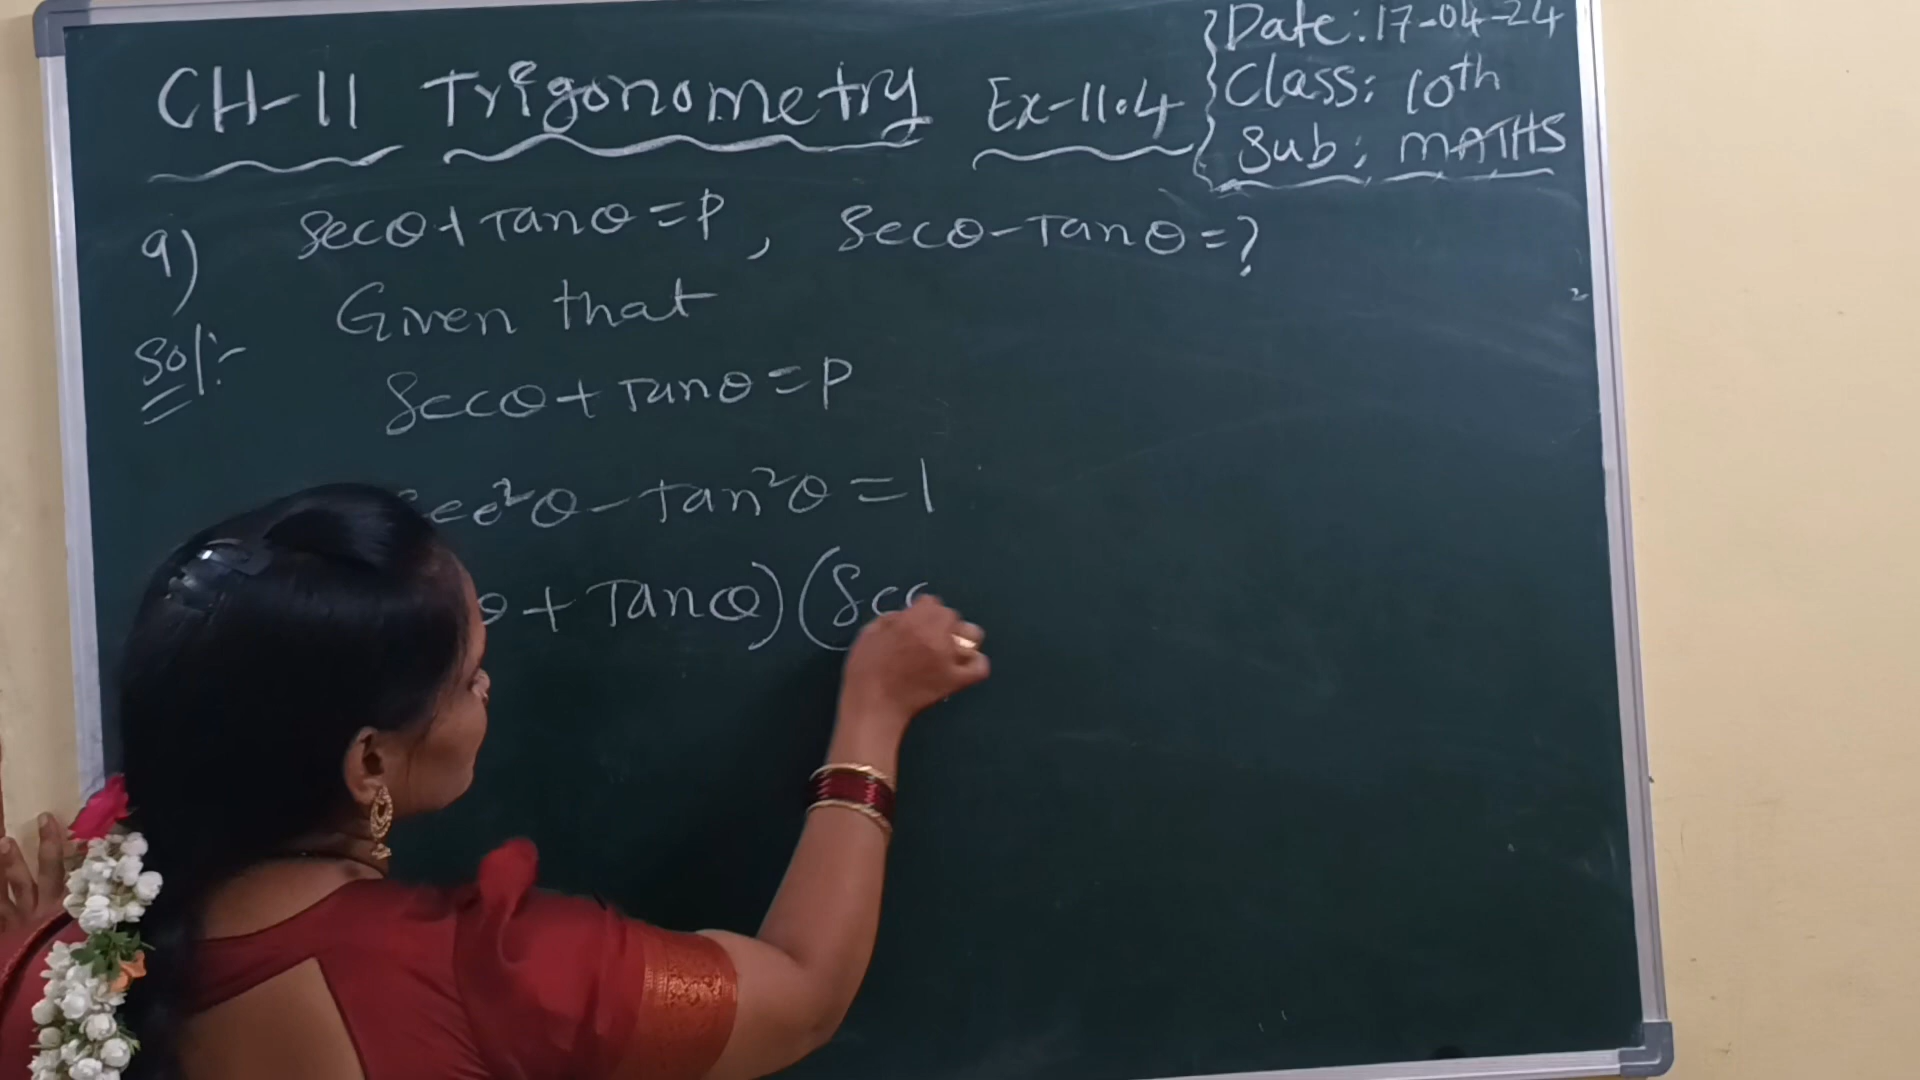 CH-11 Trigonometry Ex-11.4
Date: 17-04-24
Class: 10th
Sub: MATHS
9) Secθ+Tanθ=P, Secθ-Tanθ=?
Sol:- Given that
Secθ+Tanθ=P
ec²θ-Tan²θ=1
θ+Tanθ)(Sec